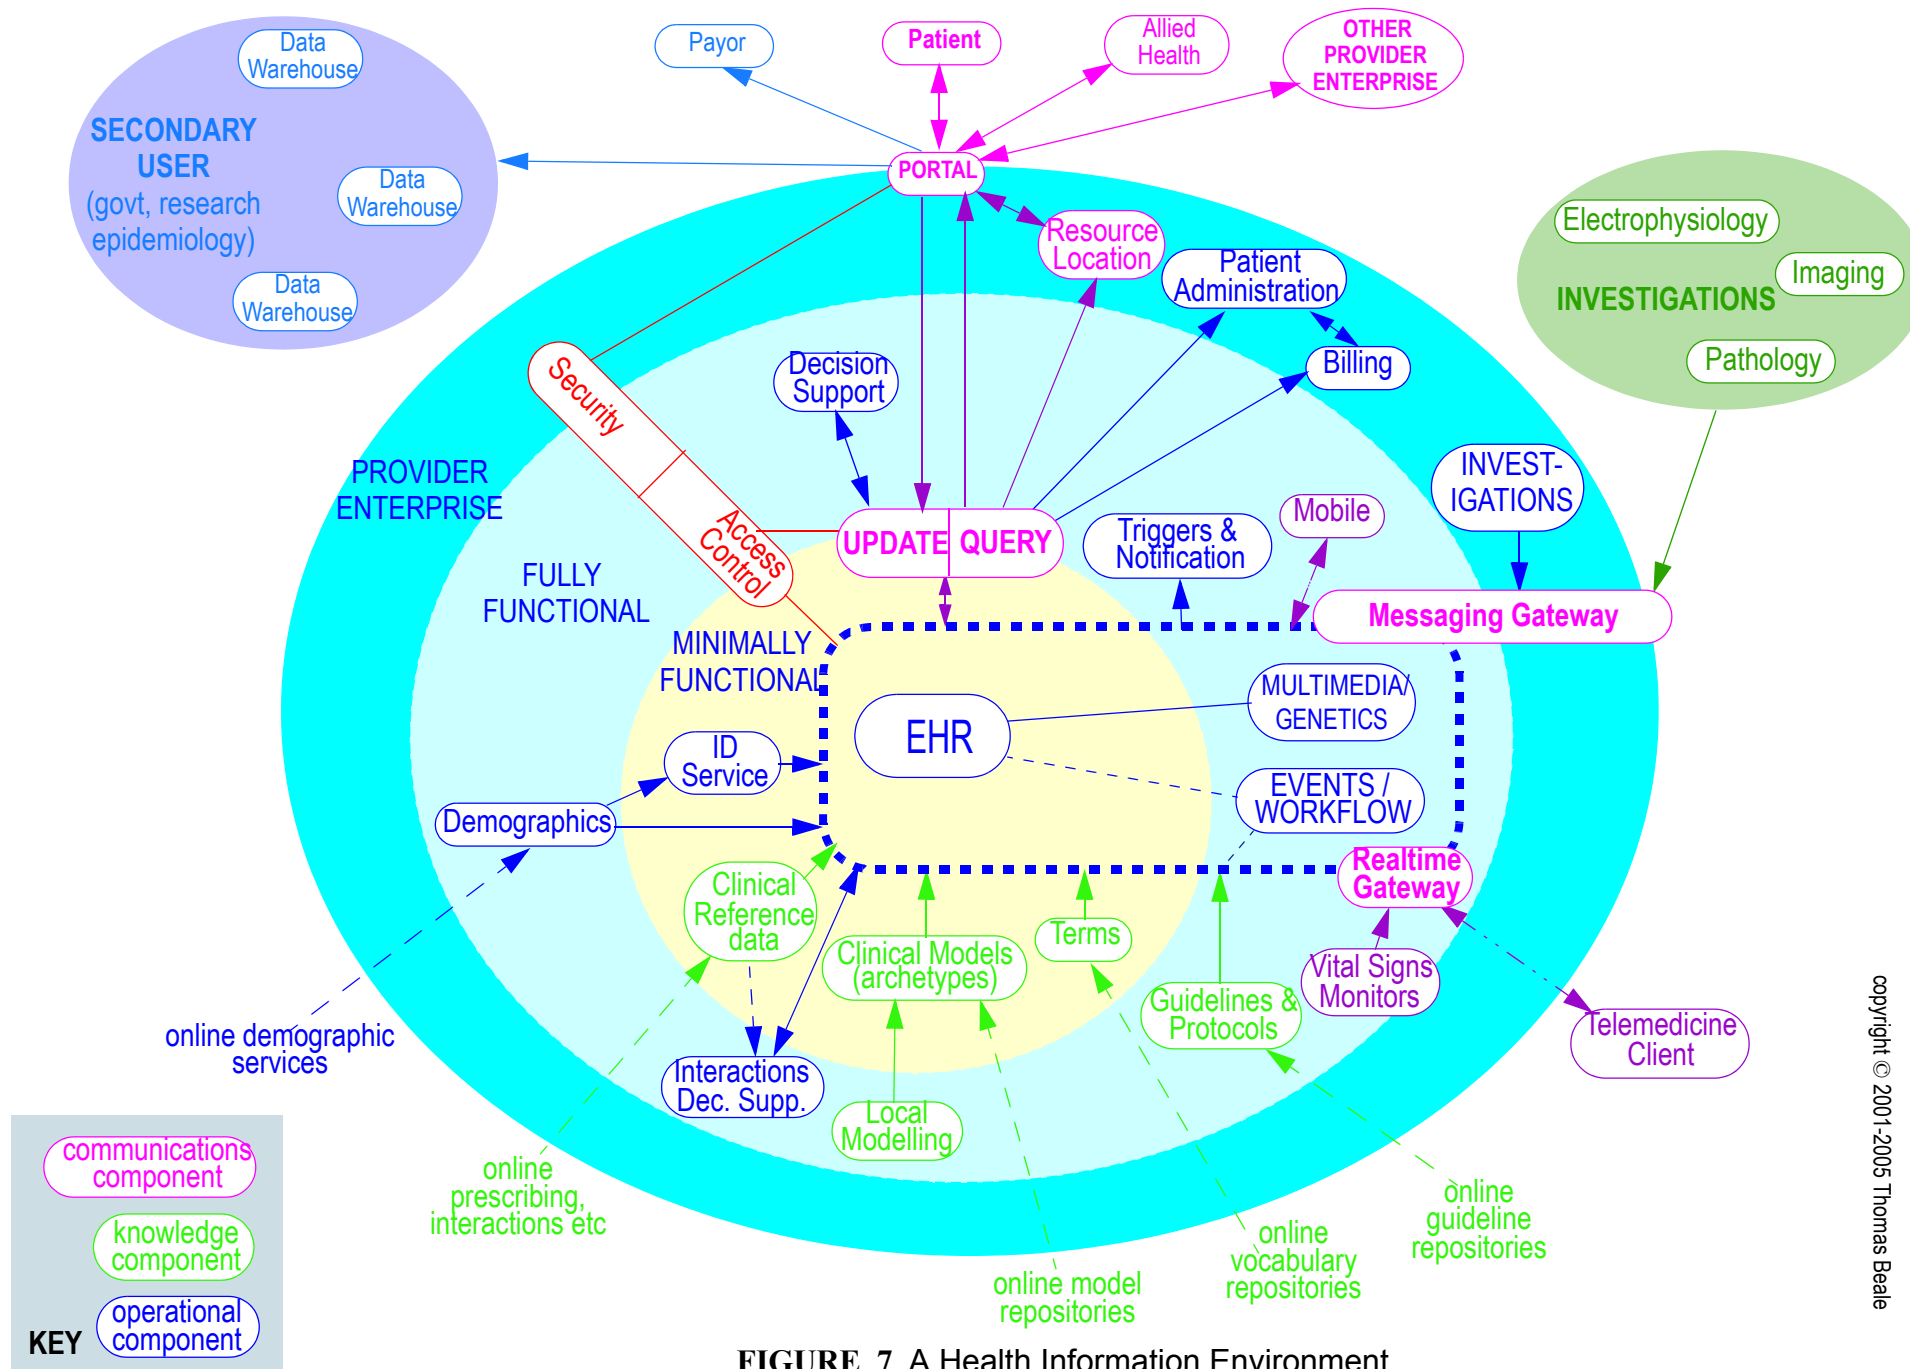 Data
Warehouse
SECONDARY
USER
(govt, research
epidemiology)
Data
Warehouse
Data
Warehouse
Payor
Patient
Allied
Health
OTHER
PROVIDER
ENTERPRISE
PORTAL
Resource
Location
Patient
Administration
Billing
Electrophysiology
Imaging
INVESTIGATIONS
Pathology
Security
Access
Control
Decision
Support
PROVIDER
ENTERPRISE
FULLY
FUNCTIONAL
MINIMALLY
FUNCTIONAL
UPDATE
QUERY
Triggers &
Notification
Mobile
INVEST-
IGATIONS
Messaging Gateway
EHR
MULTIMEDIA/
GENETICS
EVENTS /
WORKFLOW
ID
Service
Demographics
Realtime
Gateway
Clinical
Reference
data
Clinical Models
(archetypes)
Terms
Guidelines &
Protocols
Vital Signs
Monitors
Telemedicine
Client
online demographic
services
Interactions
Dec. Supp.
Local
Modelling
online
prescribing,
interactions etc
online model
repositories
online
vocabulary
repositories
online
guideline
repositories
communications
component
knowledge
component
operational
component
KEY
copyright © 2001-2005 Thomas Beale
FIGURE 7 A Health Information Environment